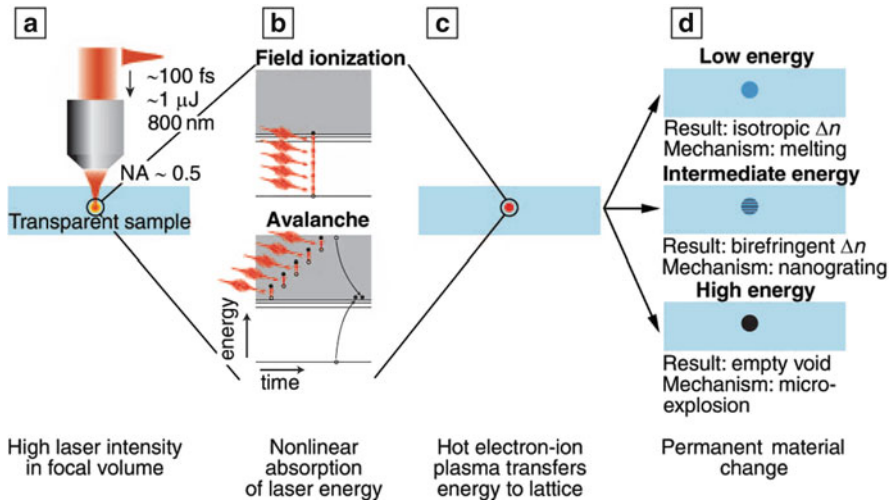 a
~100 fs
~1 μJ
800 nm
NA ~ 0.5
Transparent sample
High laser intensity
in focal volume
b
Field ionization
Avalanche
energy
time
Nonlinear
absorption
of laser energy
c
Hot electron-ion
plasma transfers
energy to lattice
d
Low energy
Result: isotropic Δn
Mechanism: melting
Intermediate energy
Result: birefringent Δn
Mechanism: nanograting
High energy
Result: empty void
Mechanism: micro-
explosion
Permanent material
change